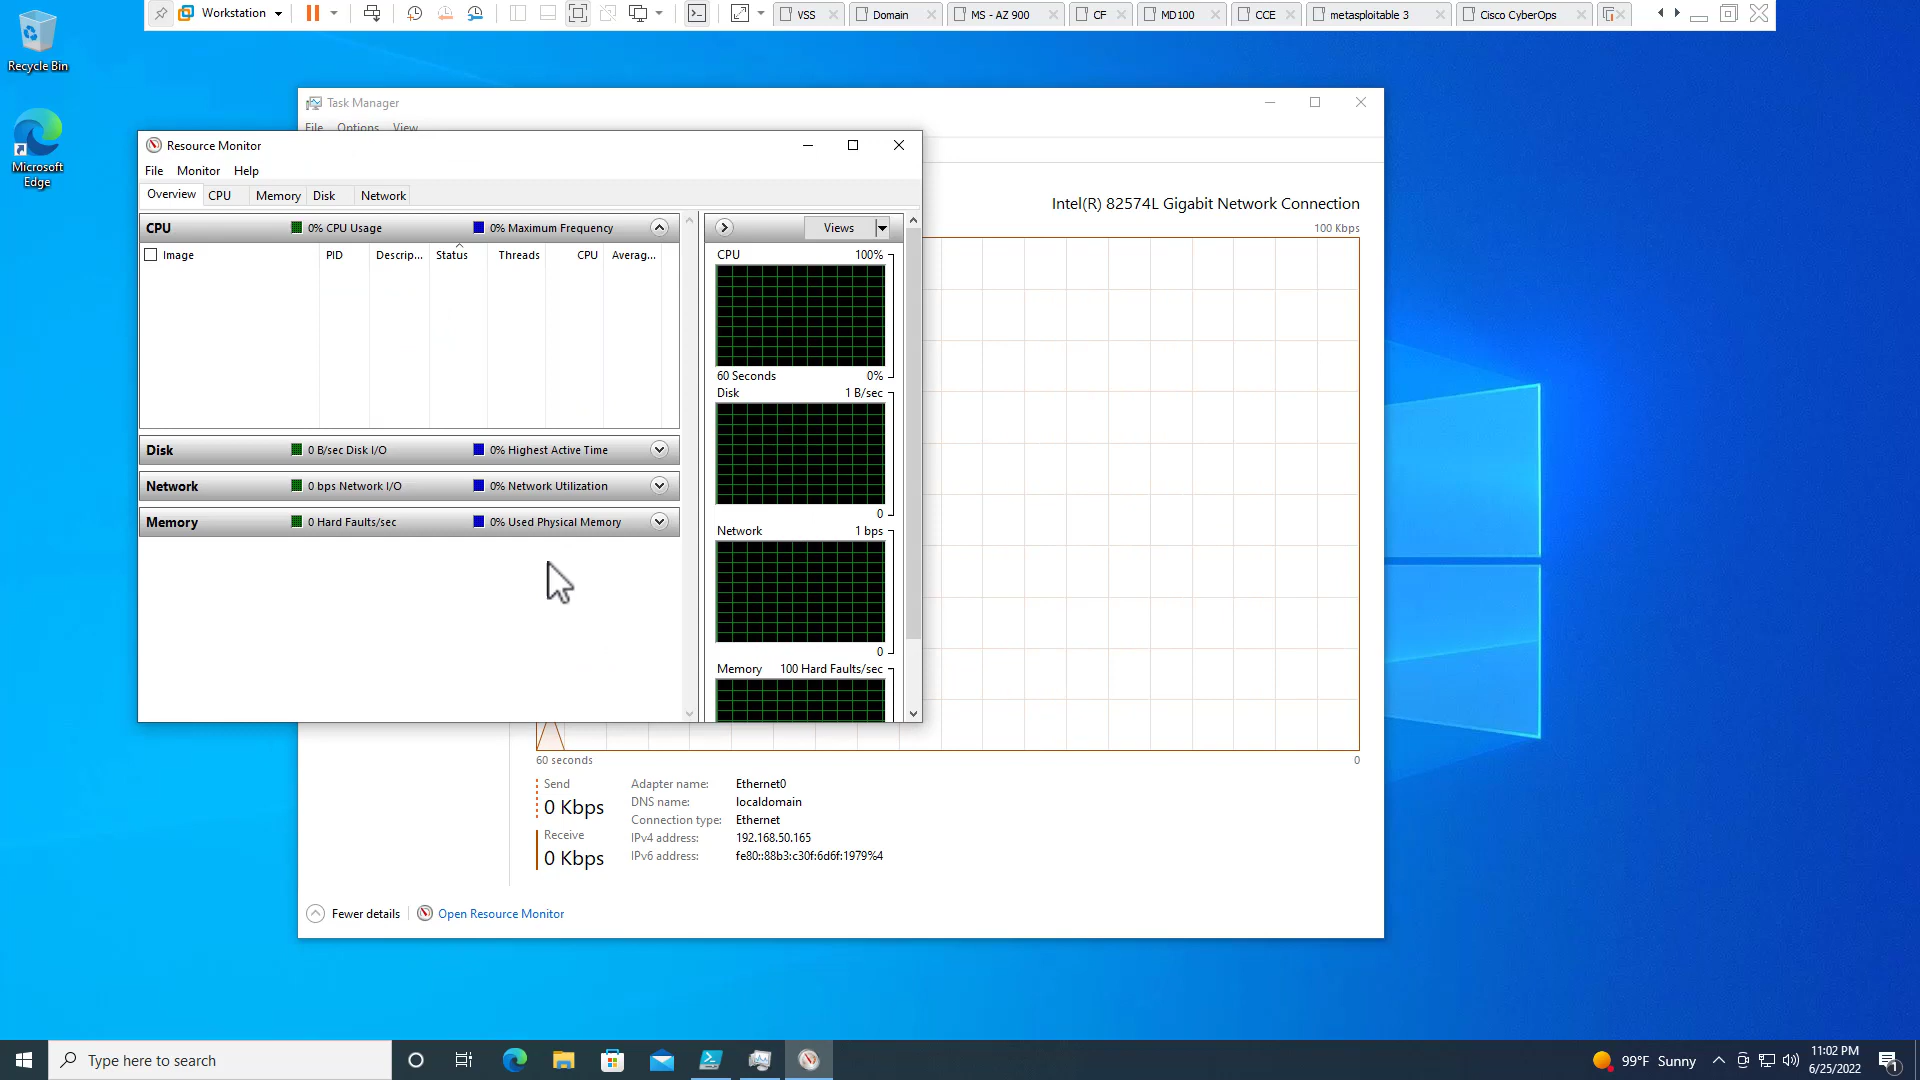 Workstation
VSS
Domain
MS - AZ 900
CF
MD100
CCE
metasploitable 3
Cisco CyberOps
Recycle Bin
Microsoft
Edge
Task Manager
File Options View
Resource Monitor
File Monitor Help
Overview CPU Memory Disk Network
CPU 0% CPU Usage 0% Maximum Frequency
Image PID Descrip... Status Threads CPU Averag...
Disk 0 B/sec Disk I/O 0% Highest Active Time
Network 0 bps Network I/O 0% Network Utilization
Memory 0 Hard Faults/sec 0% Used Physical Memory
Views
CPU 100%
60 Seconds 0%
Disk 1 B/sec
0
Network 1 bps
0
Memory 100 Hard Faults/sec
Intel(R) 82574L Gigabit Network Connection
100 Kbps
60 seconds 0
Send
0 Kbps
Receive
0 Kbps
Adapter name: Ethernet0
DNS name: localdomain
Connection type: Ethernet
IPv4 address: 192.168.50.165
IPv6 address: fe80::88b3:c30f:6d6f:1979%4
Fewer details Open Resource Monitor
Type here to search
99°F Sunny
11:02 PM
6/25/2022
1